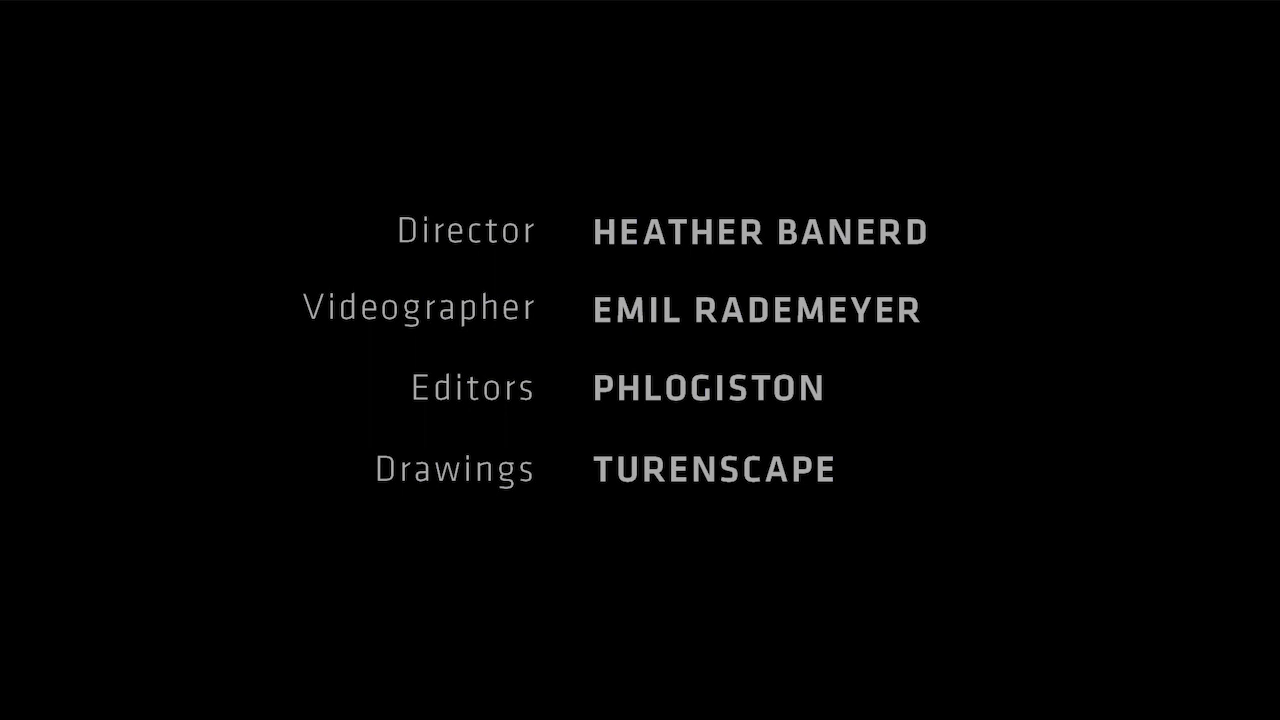 Director HEATHER BANERD
Videographer EMIL RADEMEYER
Editors PHLOGISTON
Drawings TURENSCAPE